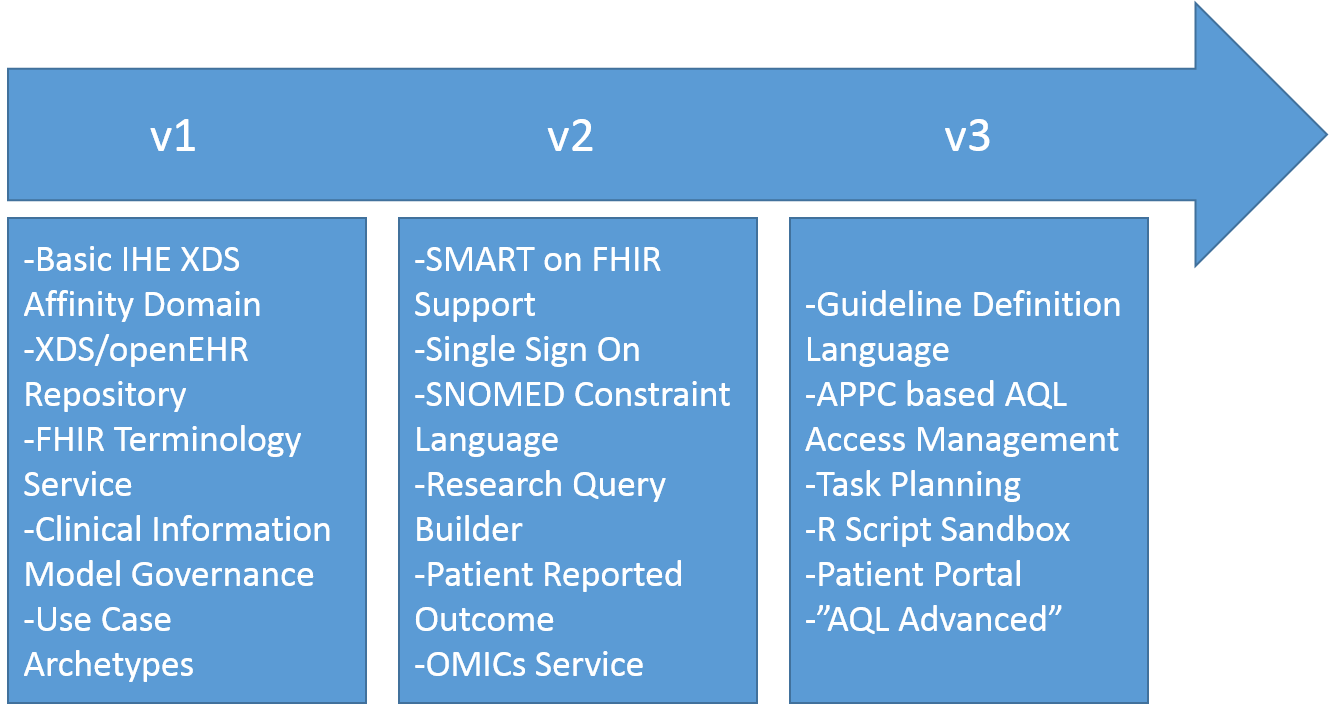 v1
v2
v3
-Basic IHE XDS
Affinity Domain
-XDS/openEHR
Repository
-FHIR Terminology
Service
-Clinical Information
Model Governance
-Use Case
Archetypes
-SMART on FHIR
Support
-Single Sign On
-SNOMED Constraint
Language
-Research Query
Builder
-Patient Reported
Outcome
-OMICs Service
-Guideline Definition
Language
-APPC based AQL
Access Management
-Task Planning
-R Script Sandbox
-Patient Portal
-”AQL Advanced”